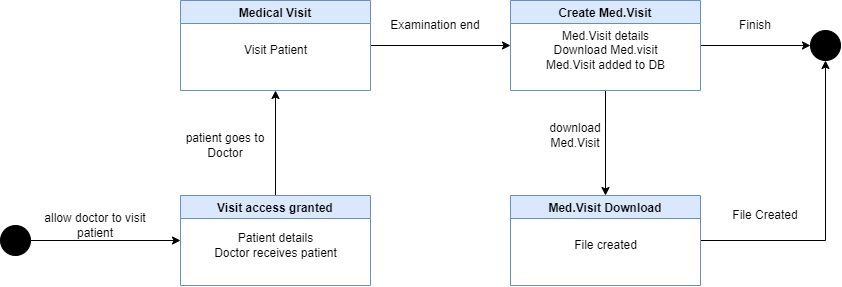 Medical Visit
Visit Patient
Examination end
Create Med.Visit
Med.Visit details
Download Med.visit
Med.Visit added to DB
Finish
patient goes to
Doctor
download
Med.Visit
allow doctor to visit
patient
Visit access granted
Patient details
Doctor receives patient
Med.Visit Download
File created
File Created